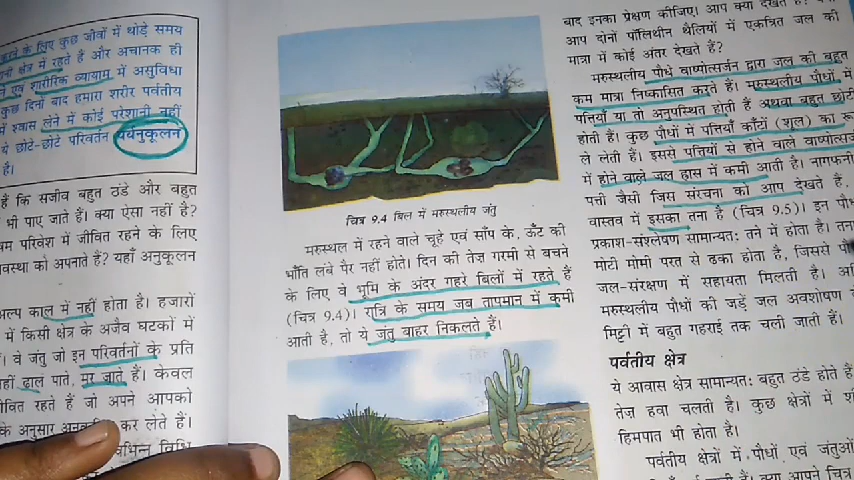 के लिए कुछ जीवों में थोड़े समय
क्षेत्र में रहते हैं और अचानक ही
एवं शारीरिक व्यायाम में असुविधा
कुछ दिनों बाद हमारा शरीर पर्वतीय
में श्वास लेने में कोई परेशानी नहीं
ये छोटे-छोटे परिवर्तन पर्यनुकूलन
है।
हैं कि सजीव बहुत ठंडे और बहुत
भी पाए जाते हैं। क्या ऐसा नहीं है?
परिवेश में जीवित रहने के लिए
व्यवस्था को अपनाते हैं? यहाँ अनुकूलन
काल में नहीं होता है। हजारों
में किसी क्षेत्र के अजैव घटकों में
वे जंतु जो इन परिवर्तनों के प्रति
नहीं ढाल पाते, मर जाते हैं। केवल
जीवित रहते हैं जो अपने आपको
के अनुसार कर लेते हैं।
विधि
चित्र 9.4 बिल में मरुस्थलीय जंतु
मरुस्थल में रहने वाले चूहे एवं साँप के, ऊँट की
भाँति लंबे पैर नहीं होते। दिन की तेज़ गरमी से बचने
के लिए वे भूमि के अंदर गहरे बिलों में रहते हैं
(चित्र 9.4)। रात्रि के समय जब तापमान में कमी
आती है, तो ये जंतु बाहर निकलते हैं।
बाद इनका प्रेक्षण कीजिए। आप क्या देखते हैं?
आप दोनों पॉलिथीन थैलियों में एकत्रित जल की
मात्रा में कोई अंतर देखते हैं?
मरुस्थलीय पौधे वाष्पोत्सर्जन द्वारा जल की बहुत
कम मात्रा निष्कासित करते हैं। मरुस्थलीय पौधों में
पत्तियाँ या तो अनुपस्थित होती हैं अथवा बहुत छोटी
होती हैं। कुछ पौधों में पत्तियाँ काँटों (शूल) का रूप
ले लेती हैं। इससे पत्तियों से होने वाले वाष्पोत्सर्जन
में होने वाले जल ह्रास में कमी आती है। नागफनी
पत्ती जैसी जिस संरचना को आप देखते हैं,
वास्तव में इसका तना है (चित्र 9.5)। इन पौधों
प्रकाश-संश्लेषण सामान्यत: तने में होता है। तना
मोटी मोमी परत से ढका होता है, जिससे
जल-संरक्षण में सहायता मिलती है।
मरुस्थलीय पौधों की जड़ें जल अवशोषण
मिट्टी में बहुत गहराई तक चली जाती हैं।
पर्वतीय क्षेत्र
ये आवास क्षेत्र सामान्यत: बहुत ठंडे होते हैं
तेज़ हवा चलती है। कुछ क्षेत्रों में
हिमपात भी होता है।
पर्वतीय क्षेत्रों में पौधों एवं जंतुओं
क्या आपने चित्र